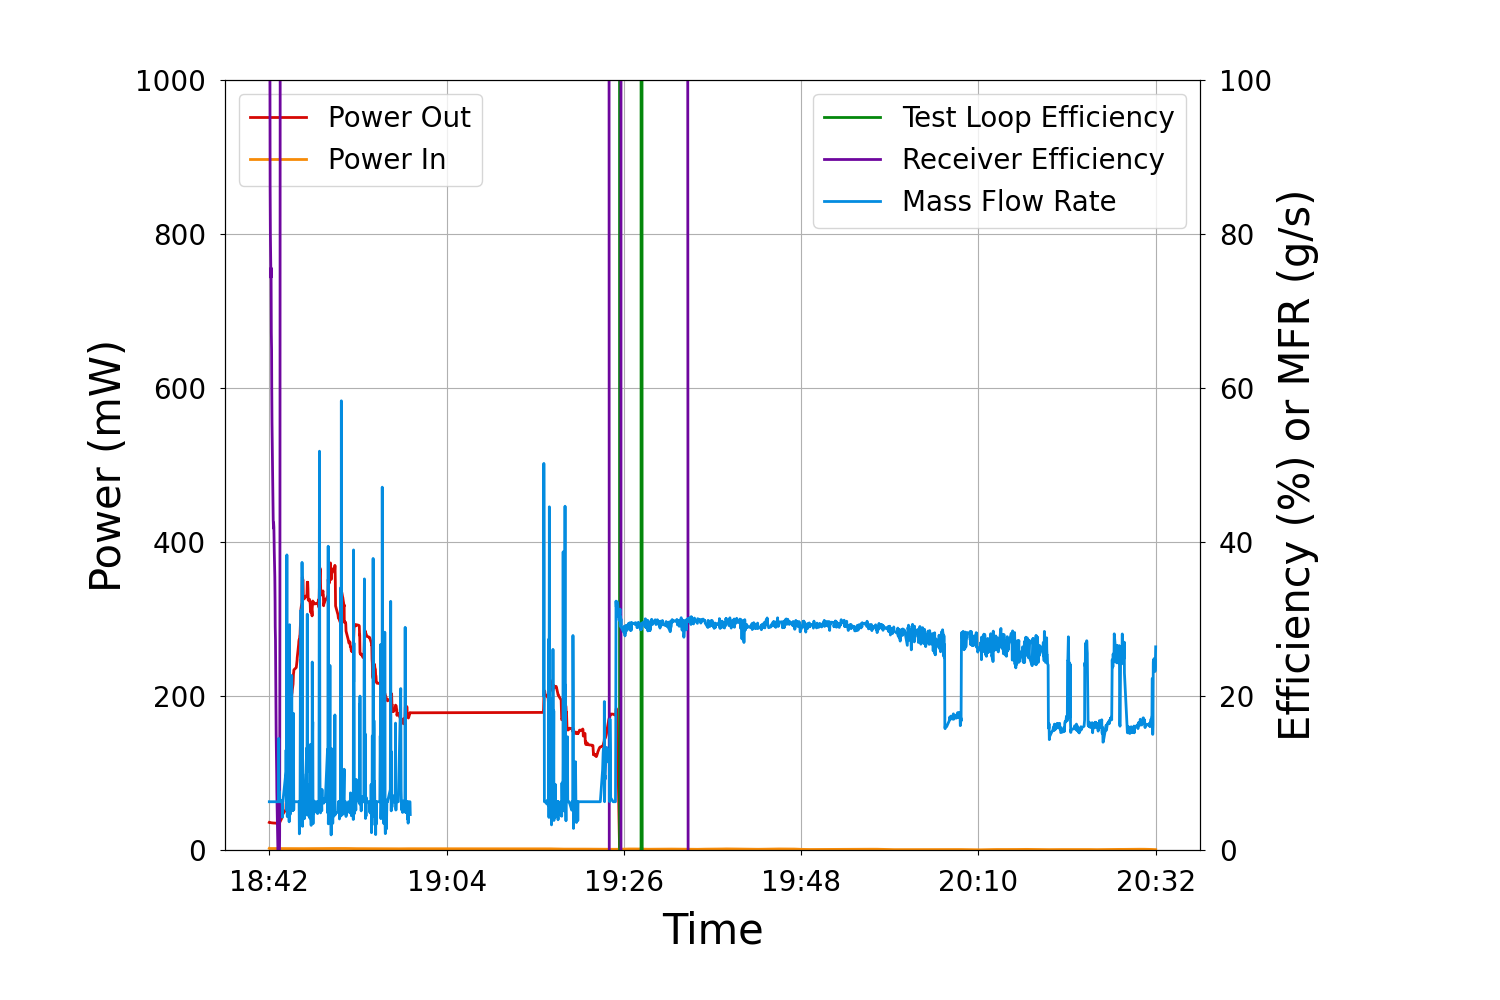 Power (mW)
1000
800
600
400
200
0
Power Out
Power In
Test Loop Efficiency
Receiver Efficiency
Mass Flow Rate
100
80
60
40
20
0
Efficiency (%) or MFR (g/s)
18:42 19:04 19:26 19:48 20:10 20:32
Time